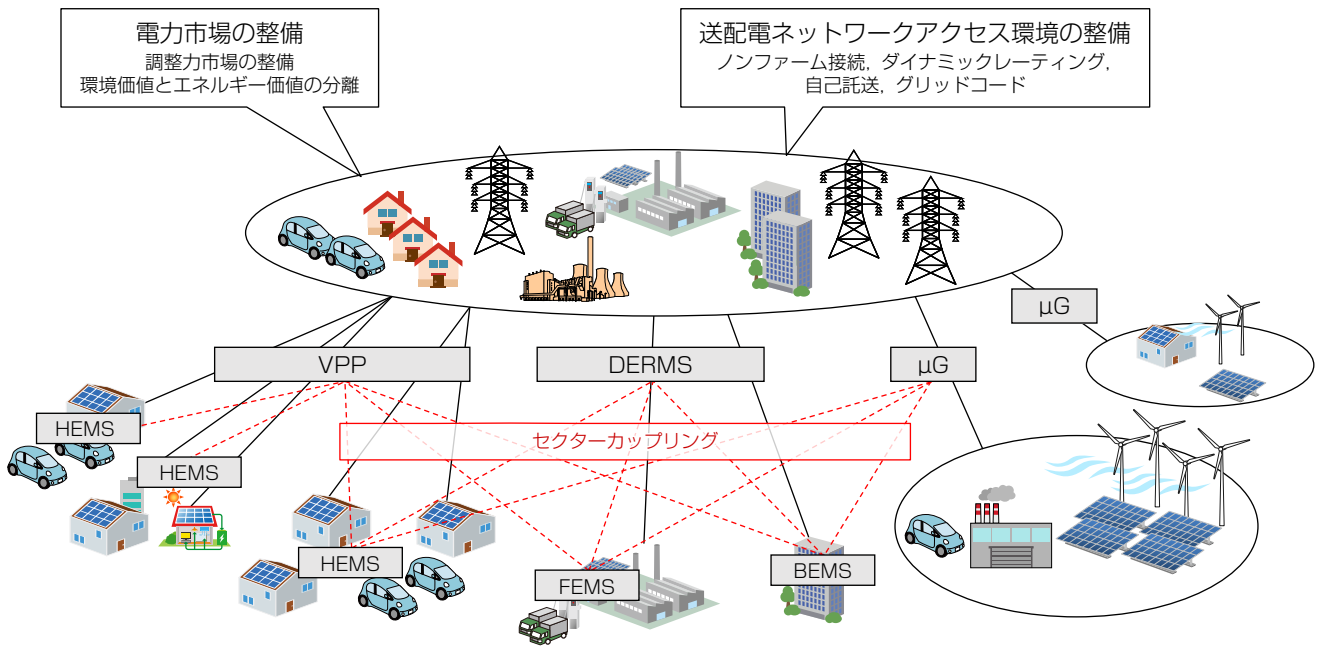 電力市場の整備
調整力市場の整備
環境価値とエネルギー価値の分離
送配電ネットワークアクセス環境の整備
ノンファーム接続，ダイナミックレーティング，
自己託送，グリッドコード
μG
VPP
DERMS
μG
HEMS
セクターカップリング
HEMS
HEMS
FEMS
BEMS